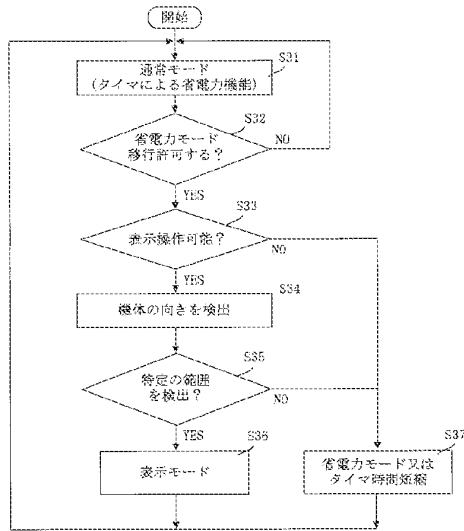 開始
S31
通常モード
(タイマによる省電力機能)
S32
省電力モード
移行許可する？
NO
YES
S33
表示操作可能？
NO
YES
S34
機体の向きを検出
S35
特定の範囲
を検出？
NO
YES
S36
表示モード
S37
省電力モード又は
タイマ時間短縮